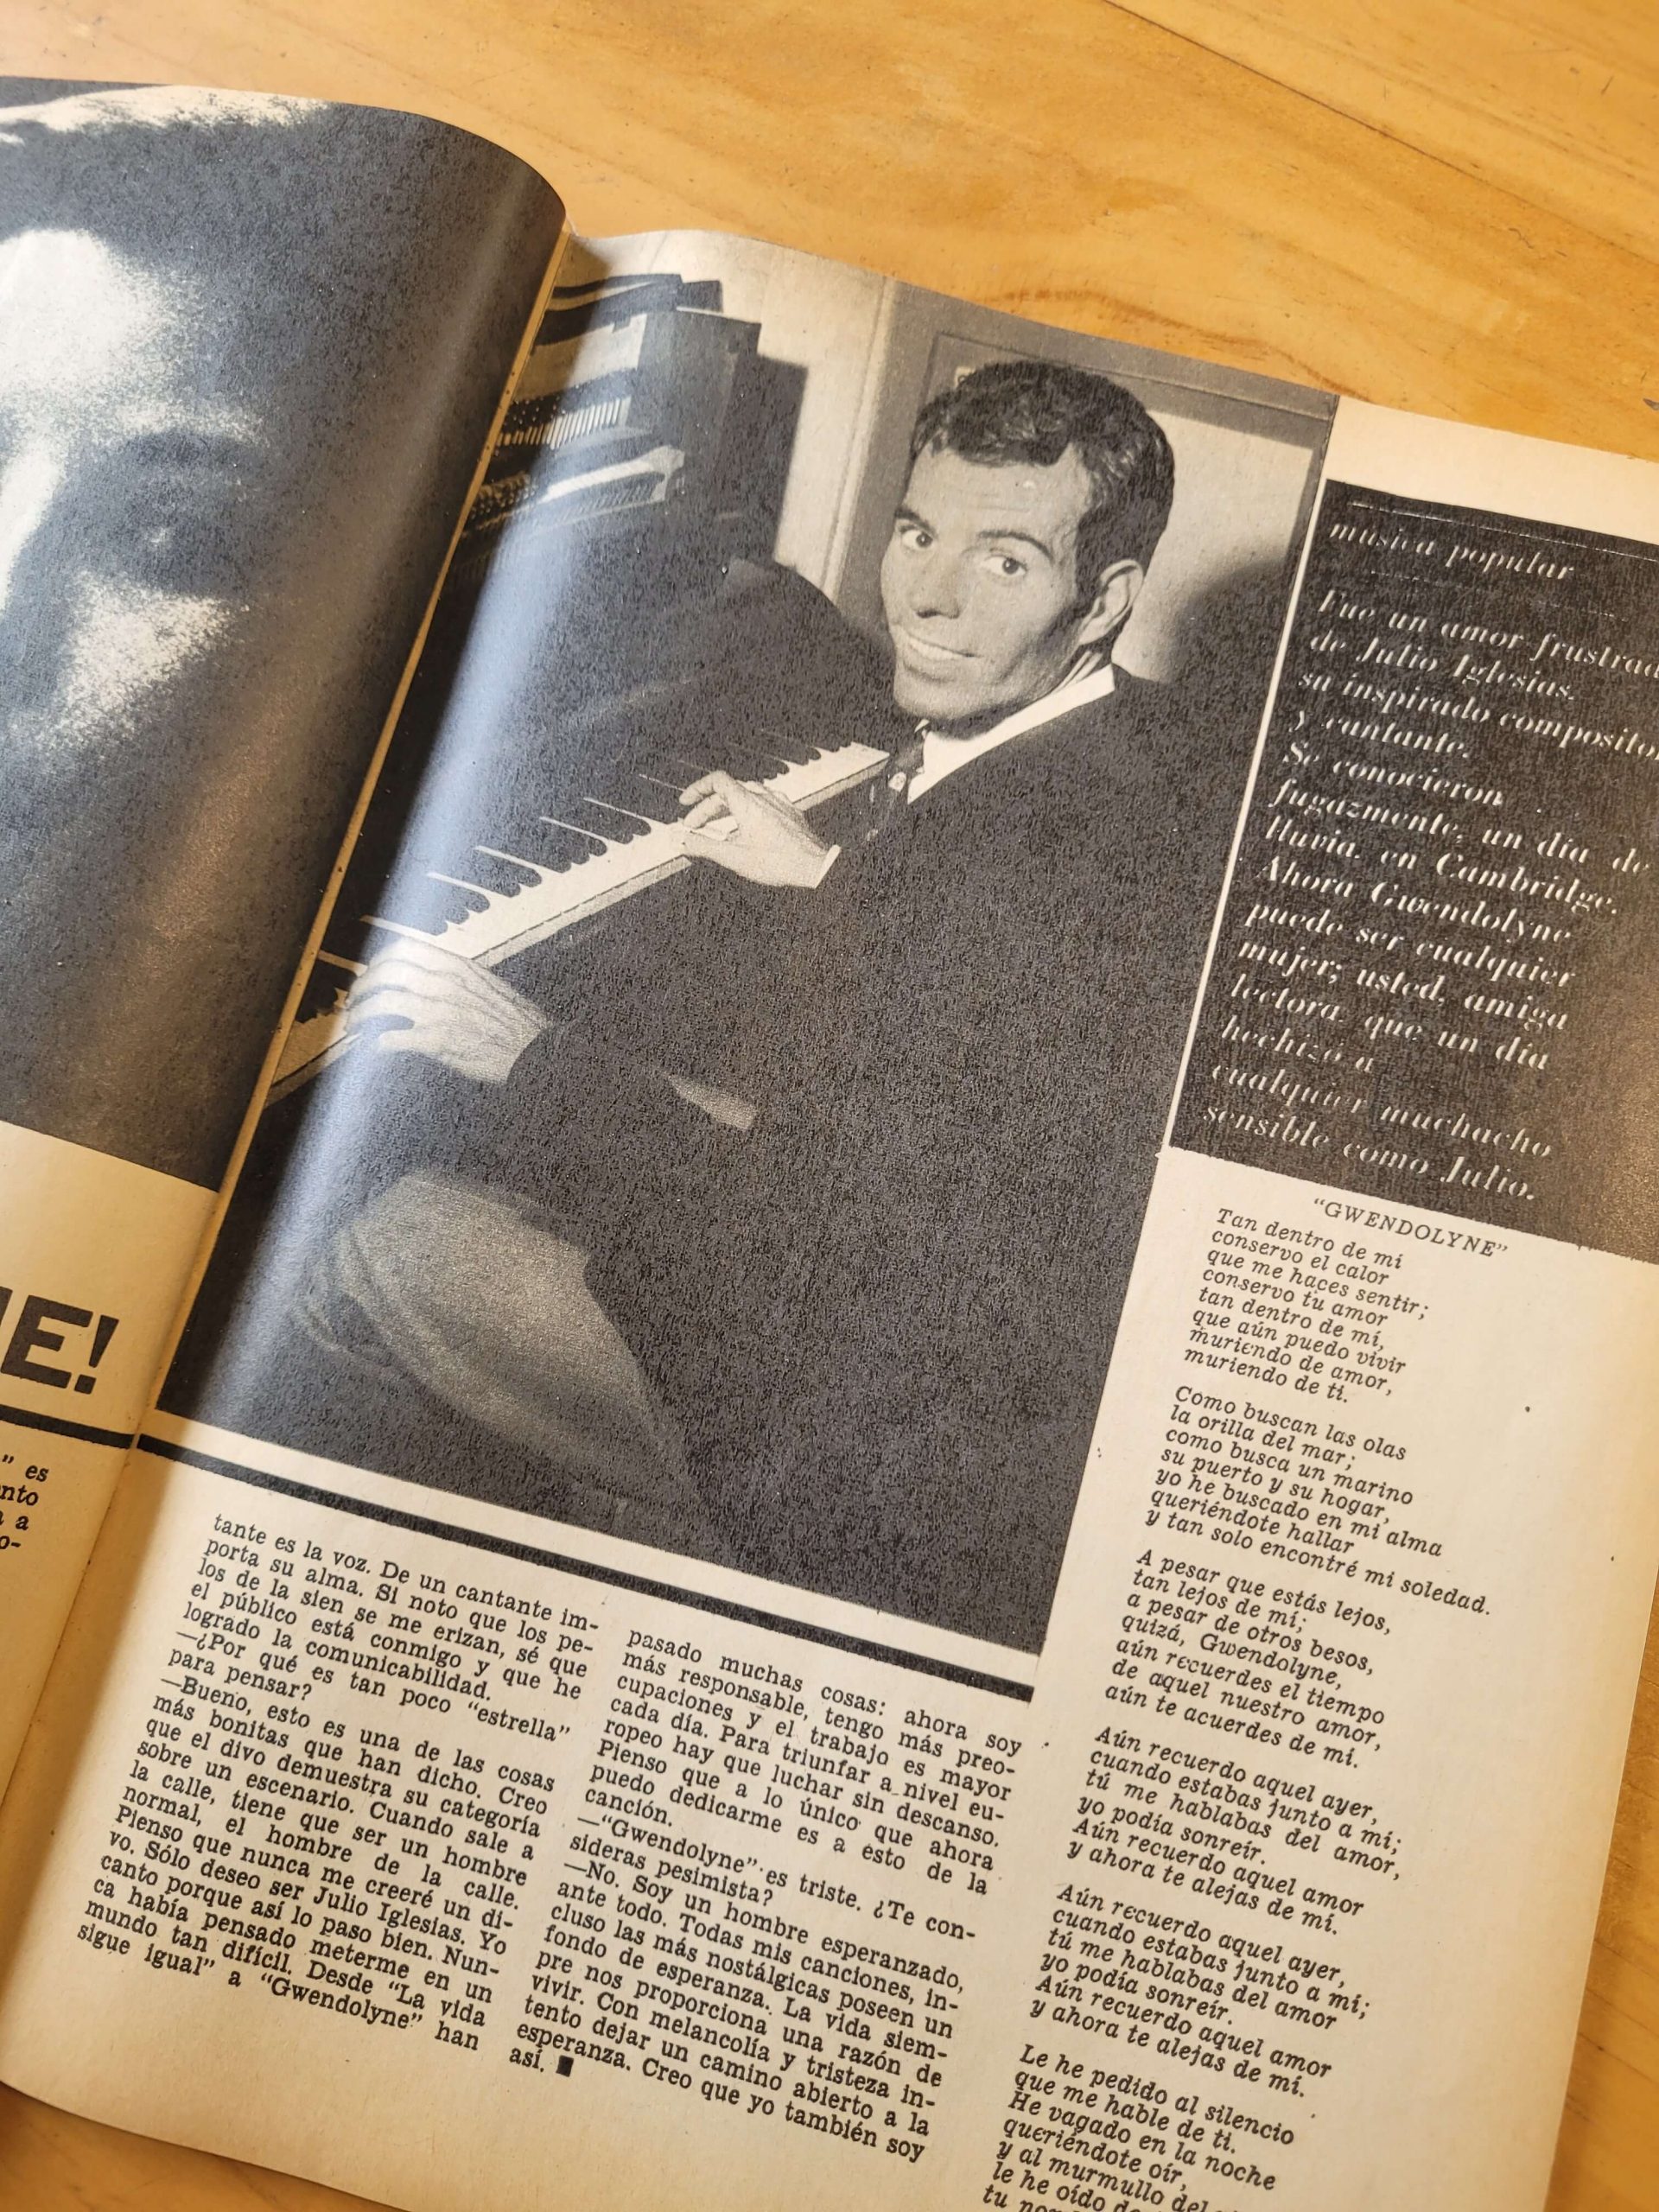 E!
” es
nto
a a
o-
tante es la voz. De un cantante im-
porta su alma. Si noto que los pe-
los de la sien se me erizan, sé que
el público está conmigo y que he
logrado la comunicabilidad.
—¿Por qué es tan poco “estrella”
para pensar?
—Bueno, esto es una de las cosas
más bonitas que han dicho. Creo
que el divo demuestra su categoría
sobre un escenario. Cuando sale a
la calle, tiene que ser un hombre
normal, el hombre de la calle.
Pienso que nunca me creeré un di-
vo. Sólo deseo ser Julio Iglesias. Yo
canto porque así lo paso bien. Nun-
ca había pensado meterme en un
mundo tan difícil. Desde “La vida
sigue igual” a “Gwendolyne” han
pasado muchas cosas: ahora soy
más responsable, tengo más preo-
cupaciones y el trabajo es mayor
cada día. Para triunfar a nivel eu-
ropeo hay que luchar sin descanso.
Pienso que a lo único que ahora
puedo dedicarme es a esto de la
canción.
—“Gwendolyne” es triste. ¿Te con-
sideras pesimista?
—No. Soy un hombre esperanzado,
ante todo. Todas mis canciones, in-
cluso las más nostálgicas poseen un
fondo de esperanza. La vida siem-
pre nos proporciona una razón de
vivir. Con melancolía y tristeza in-
tento dejar un camino abierto a la
esperanza. Creo que yo también soy
así. ■
música popular
Fue un amor frustrad
de Julio Iglesias,
su inspirado compositor
y cantante.
Se conocieron
fugazmente, un día de
lluvia, en Cambridge.
Ahora Gwendolyne
puede ser cualquier
mujer; usted, amiga
lectora, que un día
hechizó a
cualquier muchacho
sensible como Julio.
“GWENDOLYNE”
Tan dentro de mí
conservo el calor
que me haces sentir;
conservo tu amor
tan dentro de mí,
que aún puedo vivir
muriendo de amor,
muriendo de ti.
Como buscan las olas
la orilla del mar;
como busca un marino
su puerto y su hogar,
yo he buscado en mi alma
queriéndote hallar
y tan solo encontré mi soledad.
A pesar que estás lejos,
tan lejos de mí;
a pesar de otros besos,
quizá, Gwendolyne,
aún recuerdes el tiempo
de aquel nuestro amor,
aún te acuerdes de mí.
Aún recuerdo aquel ayer,
cuando estabas junto a mí;
tú me hablabas del amor,
yo podía sonreír.
Aún recuerdo aquel amor
y ahora te alejas de mí.
Aún recuerdo aquel ayer,
cuando estabas junto a mí;
tú me hablabas del amor
yo podía sonreír.
Aún recuerdo aquel amor
y ahora te alejas de mí.
Le he pedido al silencio
que me hable de ti.
He vagado en la noche
queriéndote oír,
y al murmullo del
le he oído de
tu no